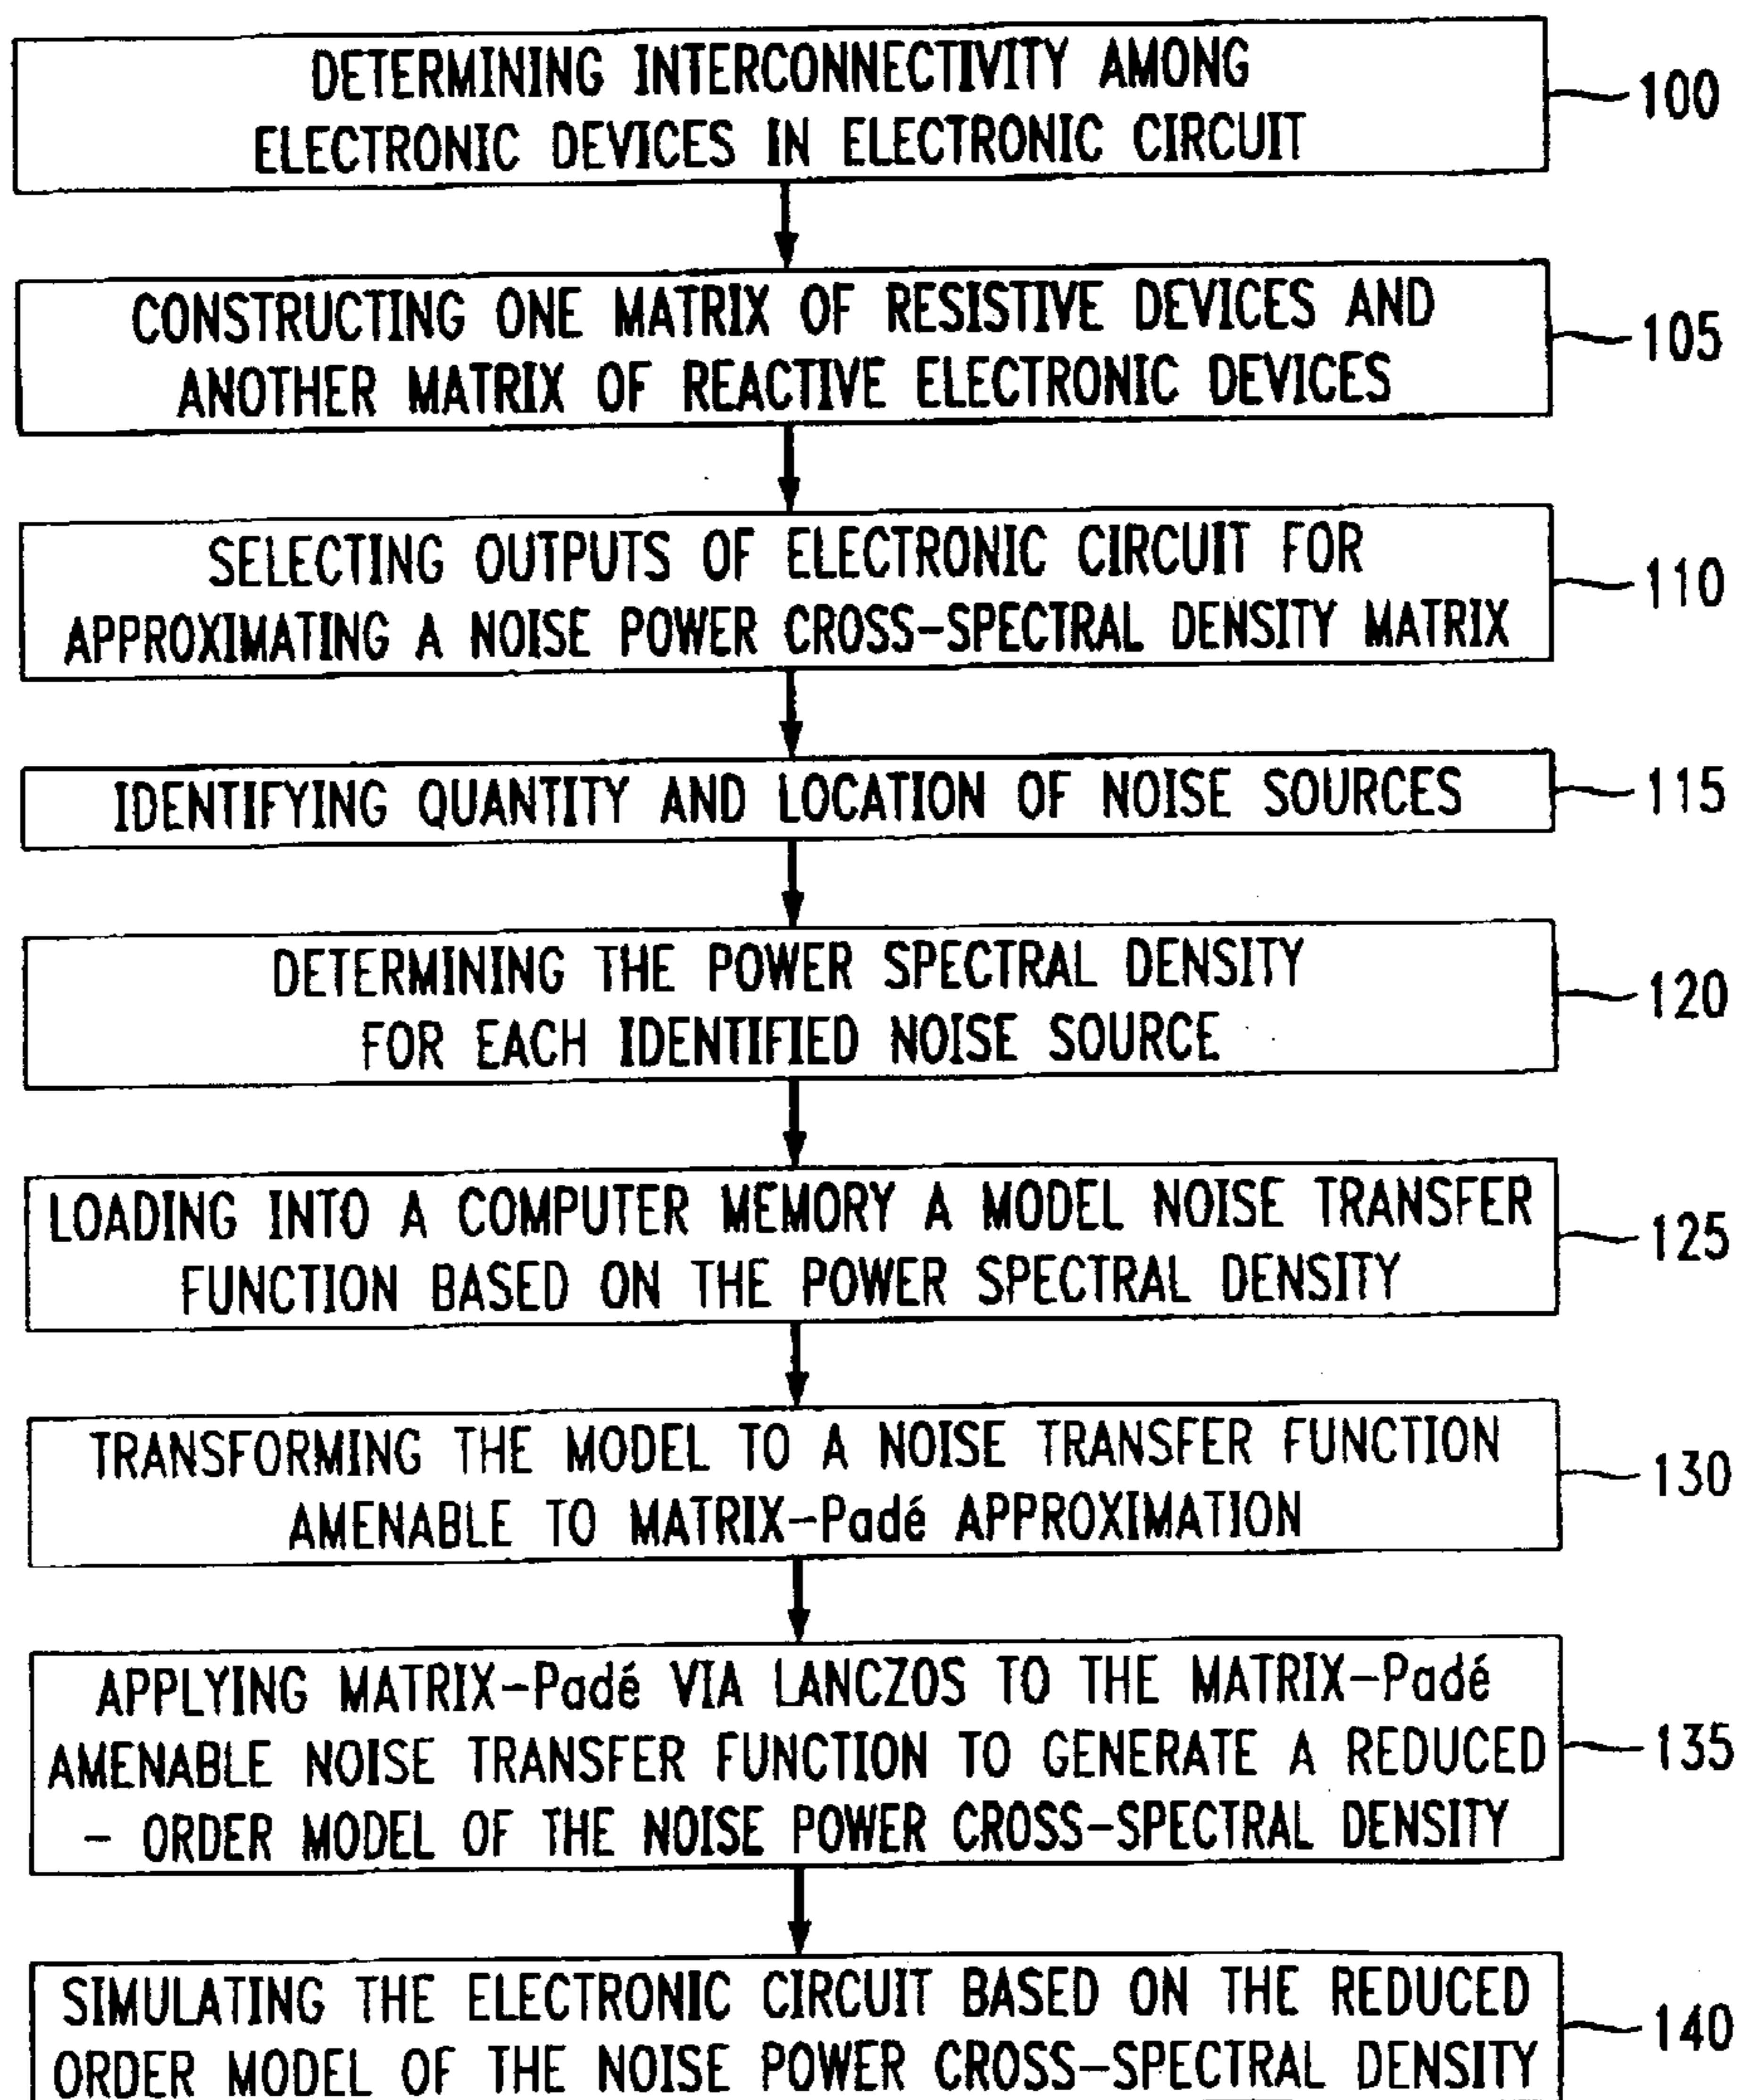 DETERMINING INTERCONNECTIVITY AMONG
ELECTRONIC DEVICES IN ELECTRONIC CIRCUIT
100
CONSTRUCTING ONE MATRIX OF RESISTIVE DEVICES AND
ANOTHER MATRIX OF REACTIVE ELECTRONIC DEVICES
105
SELECTING OUTPUTS OF ELECTRONIC CIRCUIT FOR
APPROXIMATING A NOISE POWER CROSS-SPECTRAL DENSITY MATRIX
110
IDENTIFYING QUANTITY AND LOCATION OF NOISE SOURCES
115
DETERMINING THE POWER SPECTRAL DENSITY
FOR EACH IDENTIFIED NOISE SOURCE
120
LOADING INTO A COMPUTER MEMORY A MODEL NOISE TRANSFER
FUNCTION BASED ON THE POWER SPECTRAL DENSITY
125
TRANSFORMING THE MODEL TO A NOISE TRANSFER FUNCTION
AMENABLE TO MATRIX-Padé APPROXIMATION
130
APPLYING MATRIX-Padé VIA LANCZOS TO THE MATRIX-Padé
AMENABLE NOISE TRANSFER FUNCTION TO GENERATE A REDUCED
- ORDER MODEL OF THE NOISE POWER CROSS-SPECTRAL DENSITY
135
SIMULATING THE ELECTRONIC CIRCUIT BASED ON THE REDUCED
ORDER MODEL OF THE NOISE POWER CROSS-SPECTRAL DENSITY
140